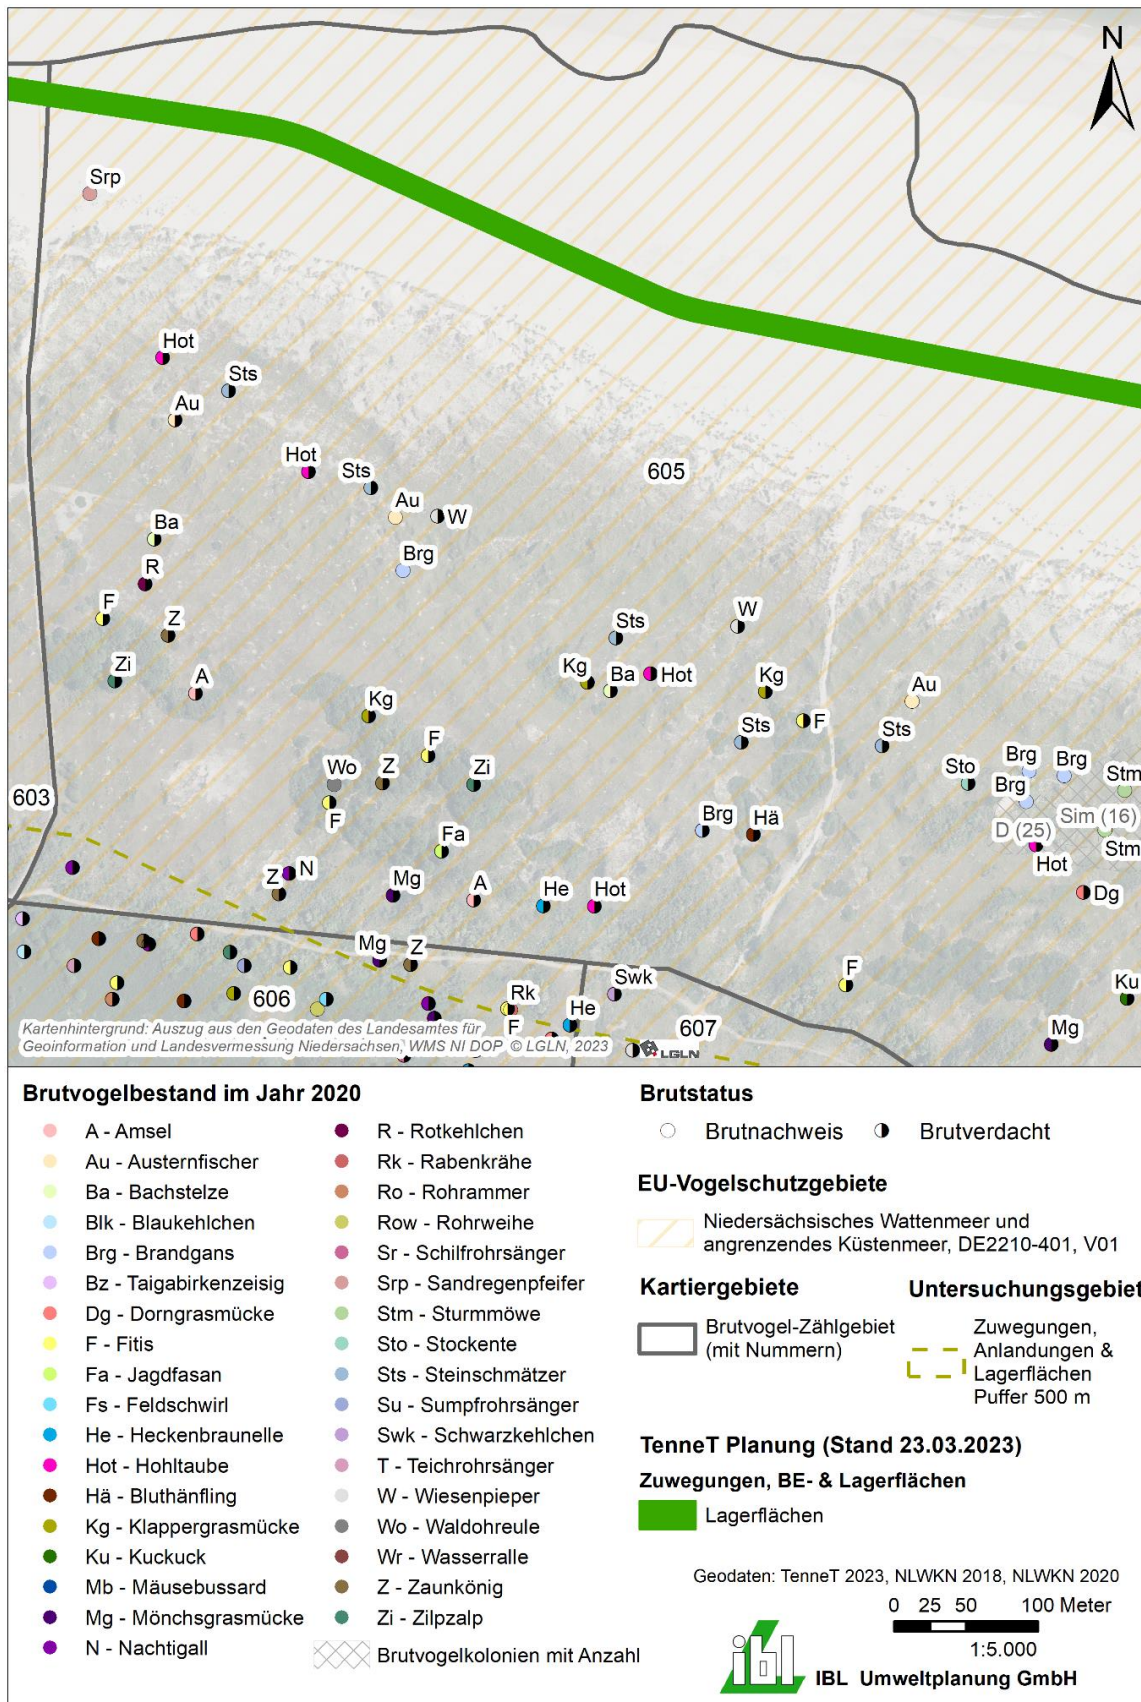 N
Srp
Hot
Sts
Au
Hot
Sts
605
Au
W
Ba
Brg
R
F
Z
Sts
W
Zi
A
Kg
Ba
Hot
Kg
Au
Kg
F
F
Sts
Sts
Wo
Z
Zi
Sto
Brg
Brg
Stm
603
F
Brg
Brg
Hä
D (25)
Sim (16)
Fa
Hot
Stm
N
Z
Mg
A
He
Hot
Dg
Mg
Z
Swk
F
Ku
606
Rk
He
F
607
Mg
Kartenhintergrund: Auszug aus den Geodaten des Landesamtes für
Geoinformation und Landesvermessung Niedersachsen, WMS NI DOP © LGLN, 2023
LGLN
Brutvogelbestand im Jahr 2020
A - Amsel
Au - Austernfischer
Ba - Bachstelze
Blk - Blaukehlchen
Brg - Brandgans
Bz - Taigabirkenzeisig
Dg - Dorngrasmücke
F - Fitis
Fa - Jagdfasan
Fs - Feldschwirl
He - Heckenbraunelle
Hot - Hohltaube
Hä - Bluthänfling
Kg - Klappergrasmücke
Ku - Kuckuck
Mb - Mäusebussard
Mg - Mönchsgrasmücke
N - Nachtigall
R - Rotkehlchen
Rk - Rabenkrähe
Ro - Rohrammer
Row - Rohrweihe
Sr - Schilfrohrsänger
Srp - Sandregenpfeifer
Stm - Sturmmöwe
Sto - Stockente
Sts - Steinschmätzer
Su - Sumpfrohrsänger
Swk - Schwarzkehlchen
T - Teichrohrsänger
W - Wiesenpieper
Wo - Waldohreule
Wr - Wasserralle
Z - Zaunkönig
Zi - Zilpzalp
Brutvogelkolonien mit Anzahl
Brutstatus
Brutnachweis
Brutverdacht
EU-Vogelschutzgebiete
Niedersächsisches Wattenmeer und
angrenzendes Küstenmeer, DE2210-401, V01
Kartiergebiete
Brutvogel-Zählgebiet
(mit Nummern)
Untersuchungsgebiet
Zuwegungen,
Anlandungen &
Lagerflächen
Puffer 500 m
TenneT Planung (Stand 23.03.2023)
Zuwegungen, BE- & Lagerflächen
Lagerflächen
Geodaten: TenneT 2023, NLWKN 2018, NLWKN 2020
0 25 50 100 Meter
1:5.000
ibl
IBL Umweltplanung GmbH